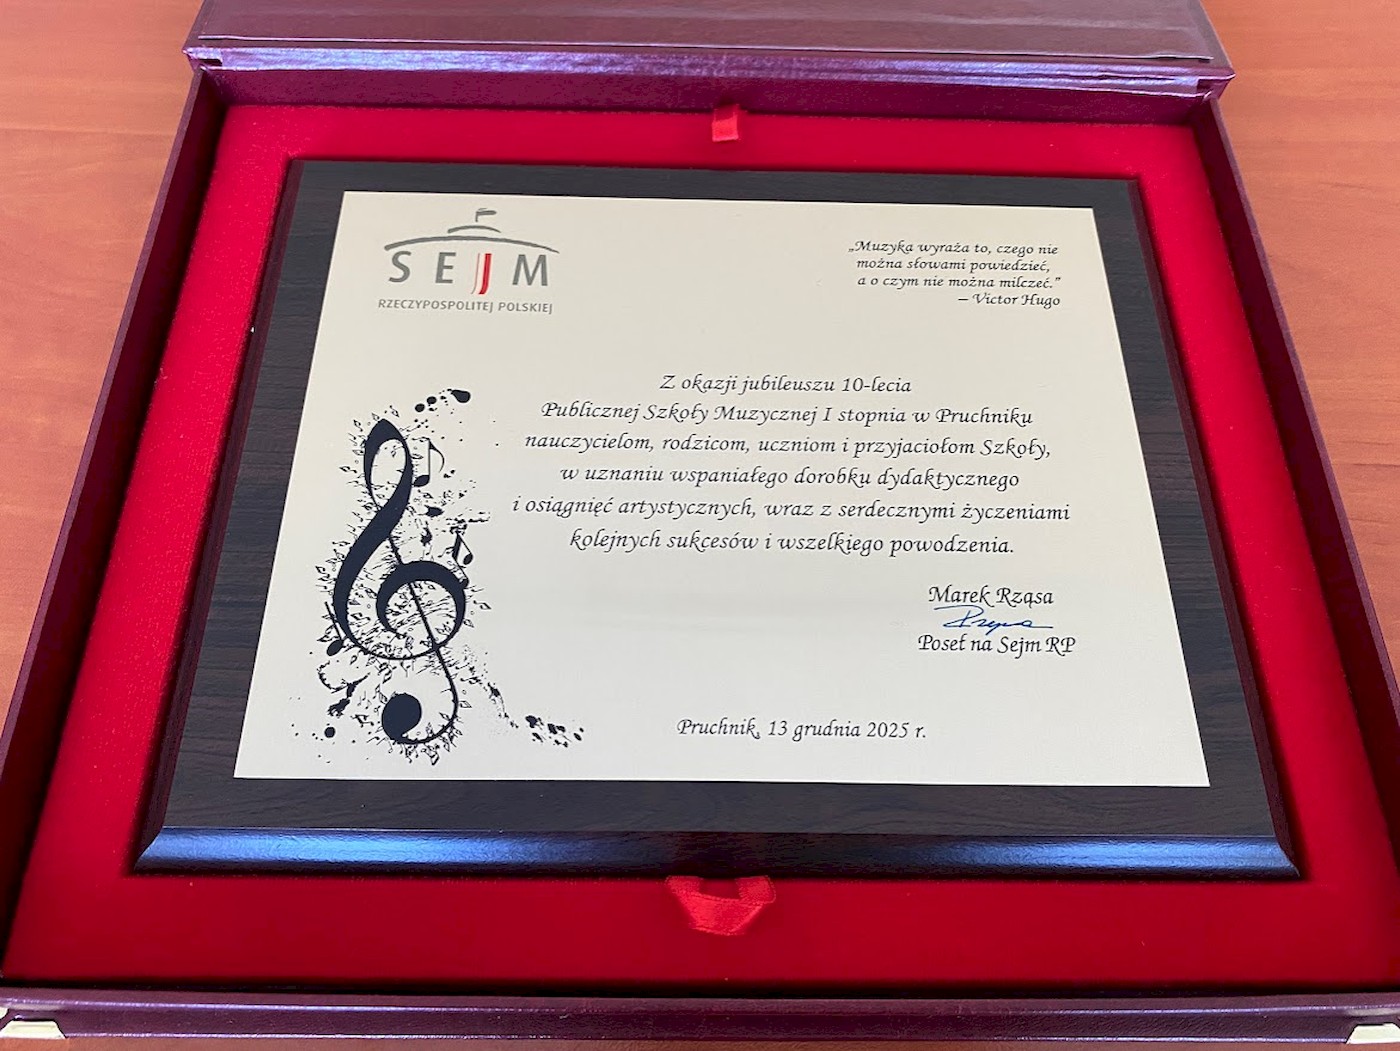 SEJM
RZECZYPOSPOLITEJ POLSKIEJ
„Muzyka wyraża to, czego nie
można słowami powiedzieć,
a o czym nie można milczeć.”
– Victor Hugo
Z okazji jubileuszu 10-lecia
Publicznej Szkoły Muzycznej I stopnia w Pruchniku
nauczycielom, rodzicom, uczniom i przyjaciołom Szkoły,
w uznaniu wspaniałego dorobku dydaktycznego
i osiągnięć artystycznych, wraz z serdecznymi życzeniami
kolejnych sukcesów i wszelkiego powodzenia.
Marek Rząsa
Poseł na Sejm RP
Pruchnik, 13 grudnia 2025 r.